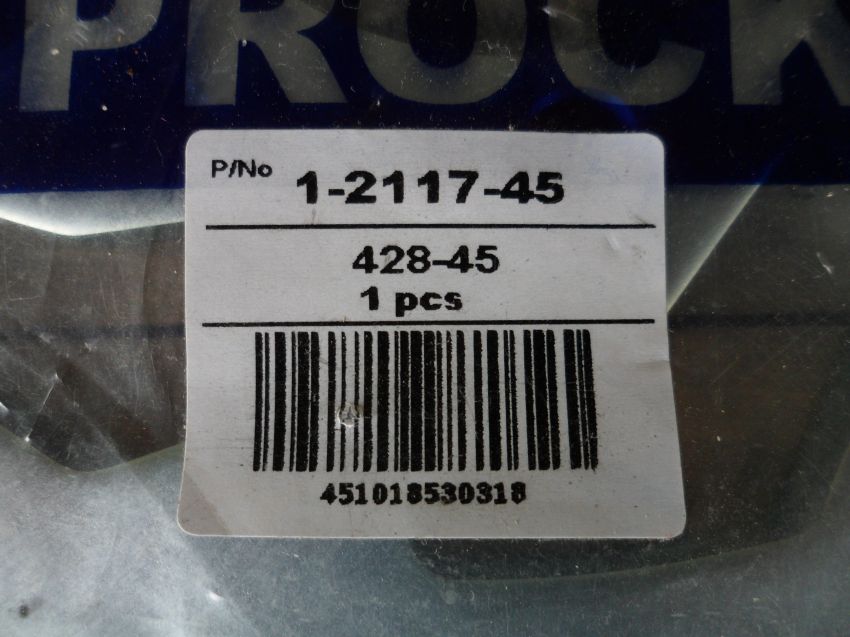 PROCK
P/No 1-2117-45
428-45
1 pcs
451018530318